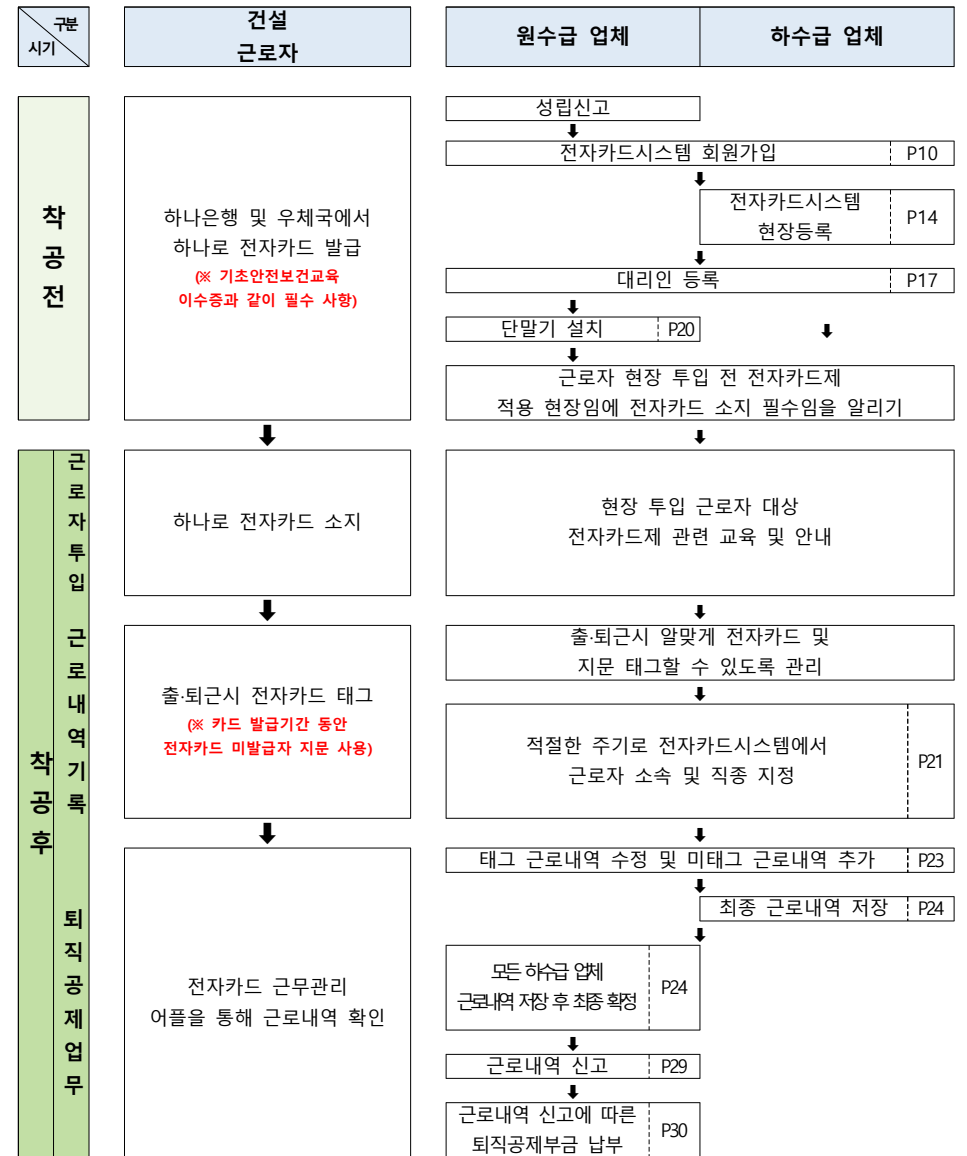 구분
시기
건설
근로자
원수급 업체
하수급 업체
착
공
전
하나은행 및 우체국에서
하나로 전자카드 발급
(※ 기초안전보건교육
이수증과 같이 필수 사항)
성립신고
전자카드시스템 회원가입 P10
전자카드시스템
현장등록
P14
대리인 등록 P17
단말기 설치 P20
근로자 현장 투입 전 전자카드제
적용 현장임에 전자카드 소지 필수임을 알리기
착
공
후
근
로
자
투
입
하나로 전자카드 소지
현장 투입 근로자 대상
전자카드제 관련 교육 및 안내
근
로
내
역
기
록
출·퇴근시 전자카드 태그
(※ 카드 발급기간 동안
전자카드 미발급자 지문 사용)
출·퇴근시 알맞게 전자카드 및
지문 태그할 수 있도록 관리
적절한 주기로 전자카드시스템에서
근로자 소속 및 직종 지정
P21
퇴
직
공
제
업
무
전자카드 근무관리
어플을 통해 근로내역 확인
태그 근로내역 수정 및 미태그 근로내역 추가 P23
최종 근로내역 저장 P24
모든 하수급 업체
근로내역 저장 후 최종 확정
P24
근로내역 신고 P29
근로내역 신고에 따른
퇴직공제부금 납부
P30